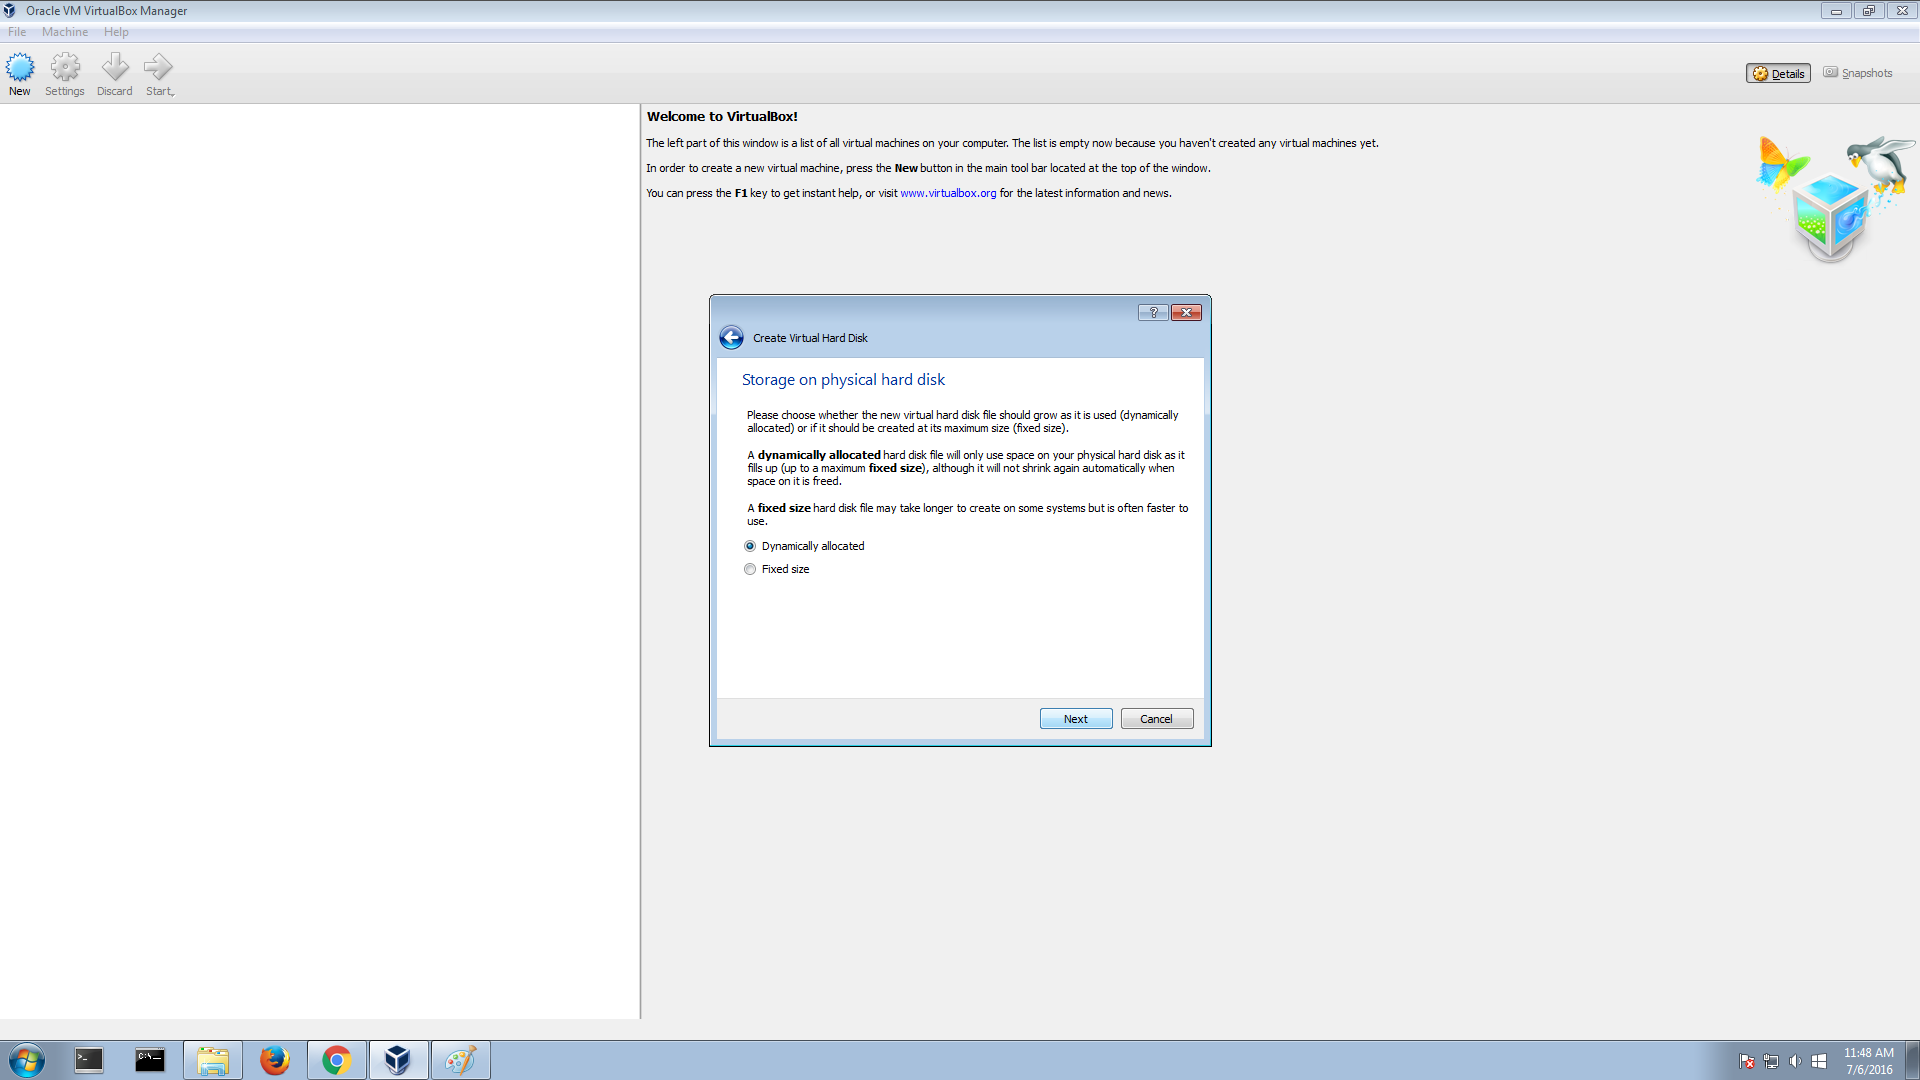 Oracle VM VirtualBox Manager
File Machine Help
New Settings Discard Start
Details Snapshots
Welcome to VirtualBox!
The left part of this window is a list of all virtual machines on your computer. The list is empty now because you haven't created any virtual machines yet.
In order to create a new virtual machine, press the New button in the main tool bar located at the top of the window.
You can press the F1 key to get instant help, or visit www.virtualbox.org for the latest information and news.
?
Create Virtual Hard Disk
Storage on physical hard disk
Please choose whether the new virtual hard disk file should grow as it is used (dynamically
allocated) or if it should be created at its maximum size (fixed size).
A dynamically allocated hard disk file will only use space on your physical hard disk as it
fills up (up to a maximum fixed size), although it will not shrink again automatically when
space on it is freed.
A fixed size hard disk file may take longer to create on some systems but is often faster to
use.
Dynamically allocated
Fixed size
Next Cancel
C:\
11:48 AM
7/6/2016